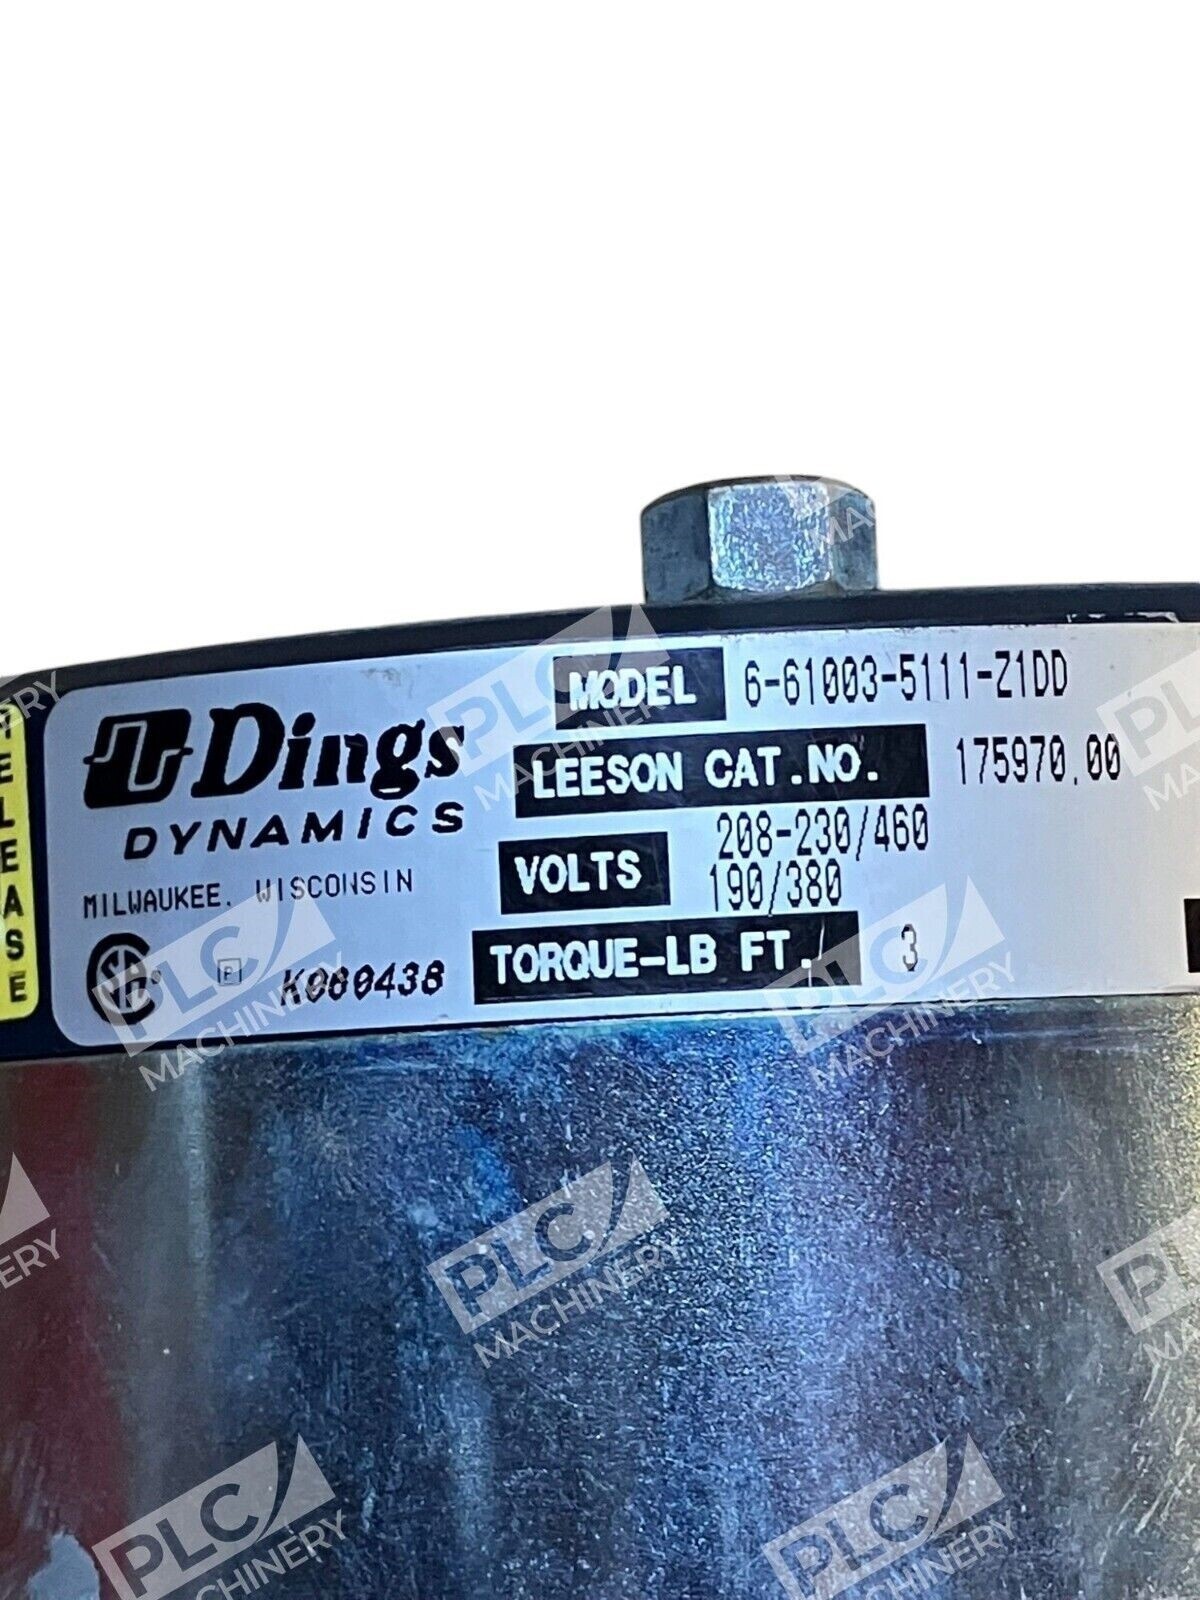 RELEASE
Dings
DYNAMICS
MILWAUKEE, WISCONSIN
K080438
MODEL 6-61003-5111-Z1DD
LEESON CAT.NO. 175970.00
VOLTS 208-230/460
190/380
TORQUE-LB FT. 3
PLC
MACHINERY